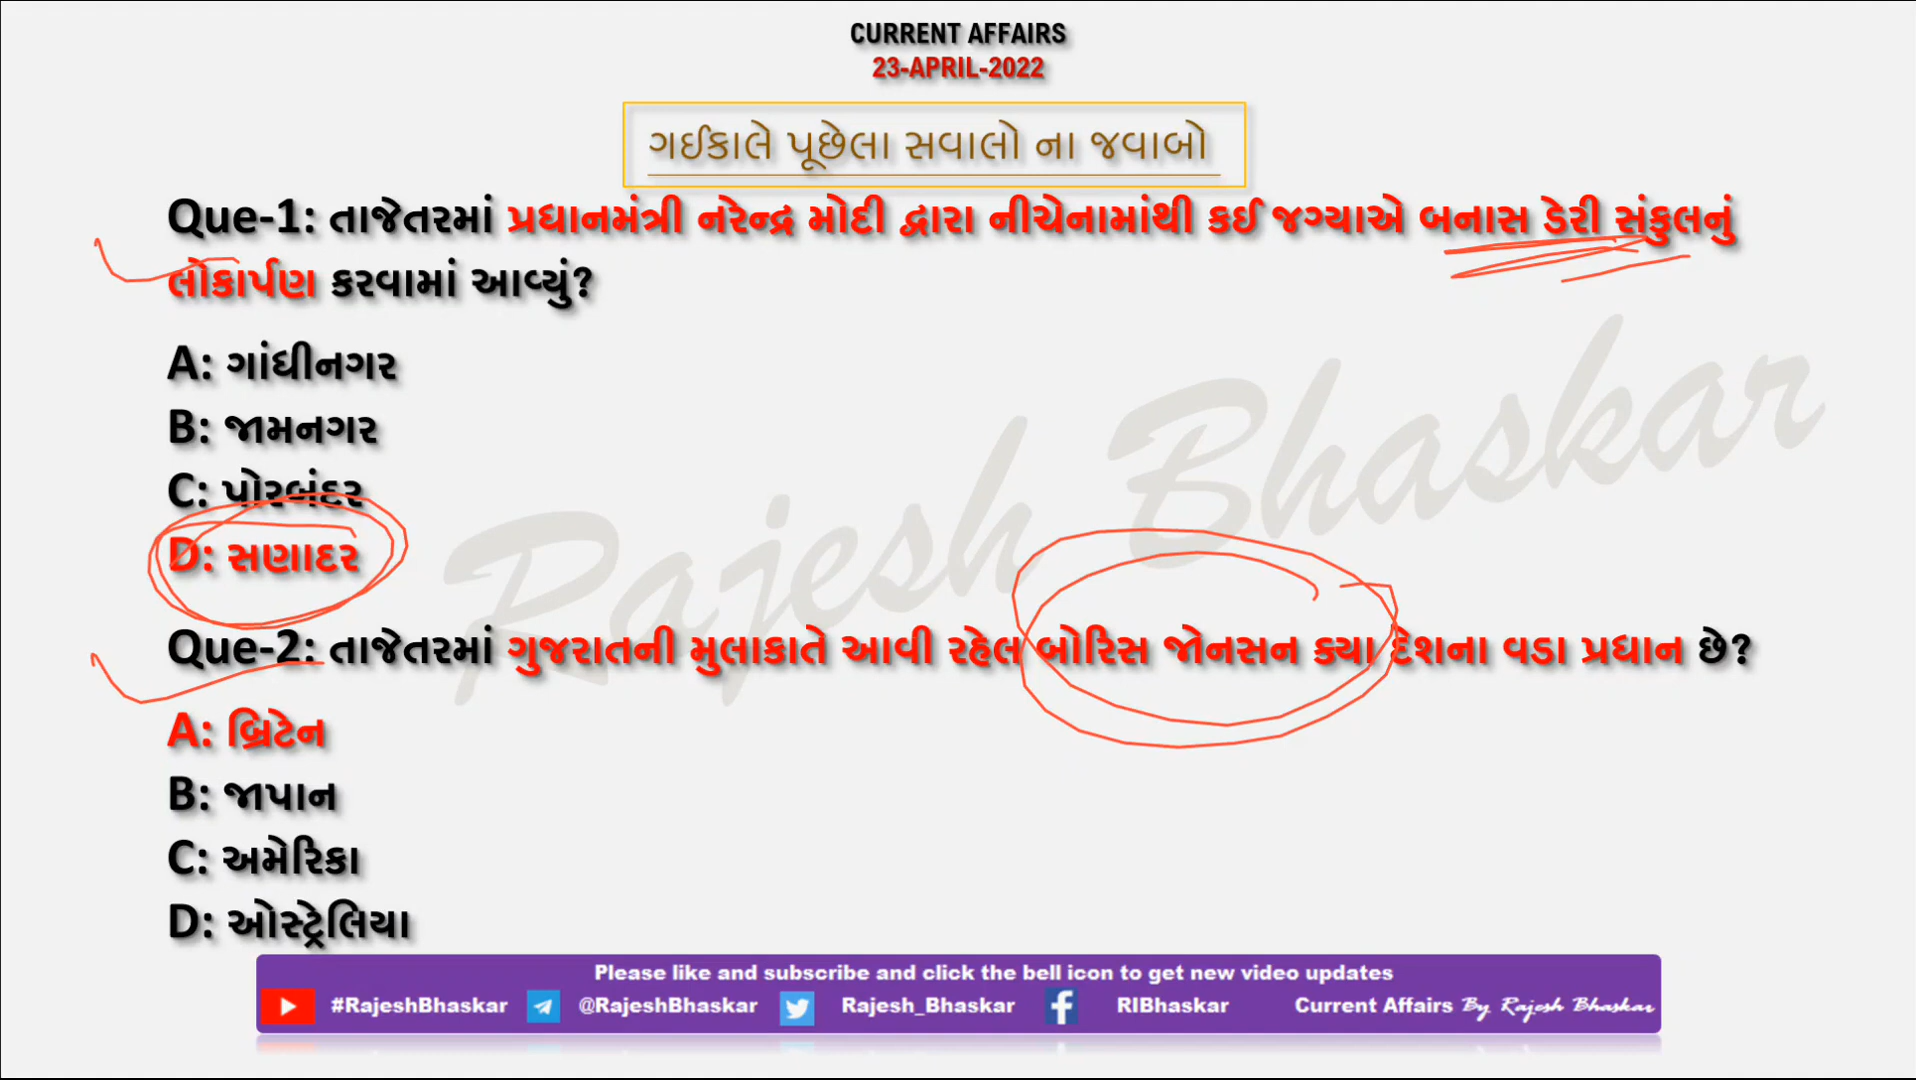 CURRENT AFFAIRS
23-APRIL-2022
ગઈકાલે પૂછેલા સવાલો ના જવાબો
Que-1: તાજેતરમાં પ્રધાનમંત્રી નરેન્દ્ર મોદી દ્વારા નીચેનામાંથી કઈ જગ્યાએ બનાસ ડેરી સંકુલનું
લોકાર્પણ કરવામાં આવ્યું?
A: ગાંધીનગર
B: જામનગર
C: પોરબંદર
D: સણાદર
Rajesh Bhaskar
Que-2: તાજેતરમાં ગુજરાતની મુલાકાતે આવી રહેલ બોરિસ જોનસન ક્યા દેશના વડા પ્રધાન છે?
A: બ્રિટેન
B: જાપાન
C: અમેરિકા
D: ઓસ્ટ્રેલિયા
Please like and subscribe and click the bell icon to get new video updates
#RajeshBhaskar @RajeshBhaskar Rajesh_Bhaskar RIBhaskar Current Affairs By Rajesh Bhaskar